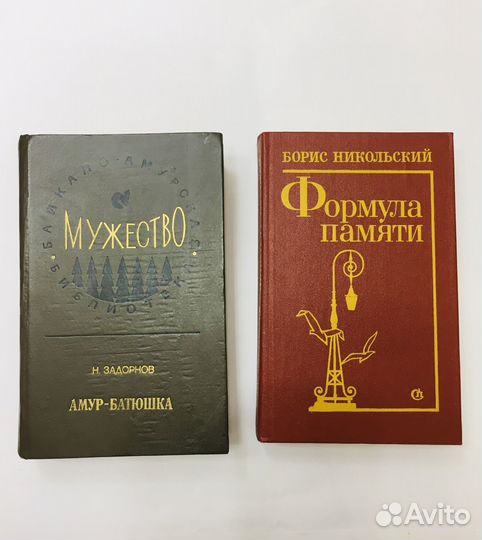 БАЙКАЛО-АМУРСКАЯ
МУЖЕСТВО
БИБЛИОТЕКА
Н. ЗАДОРНОВ
АМУР-БАТЮШКА
БОРИС НИКОЛЬСКИЙ
Формула
памяти
Avito